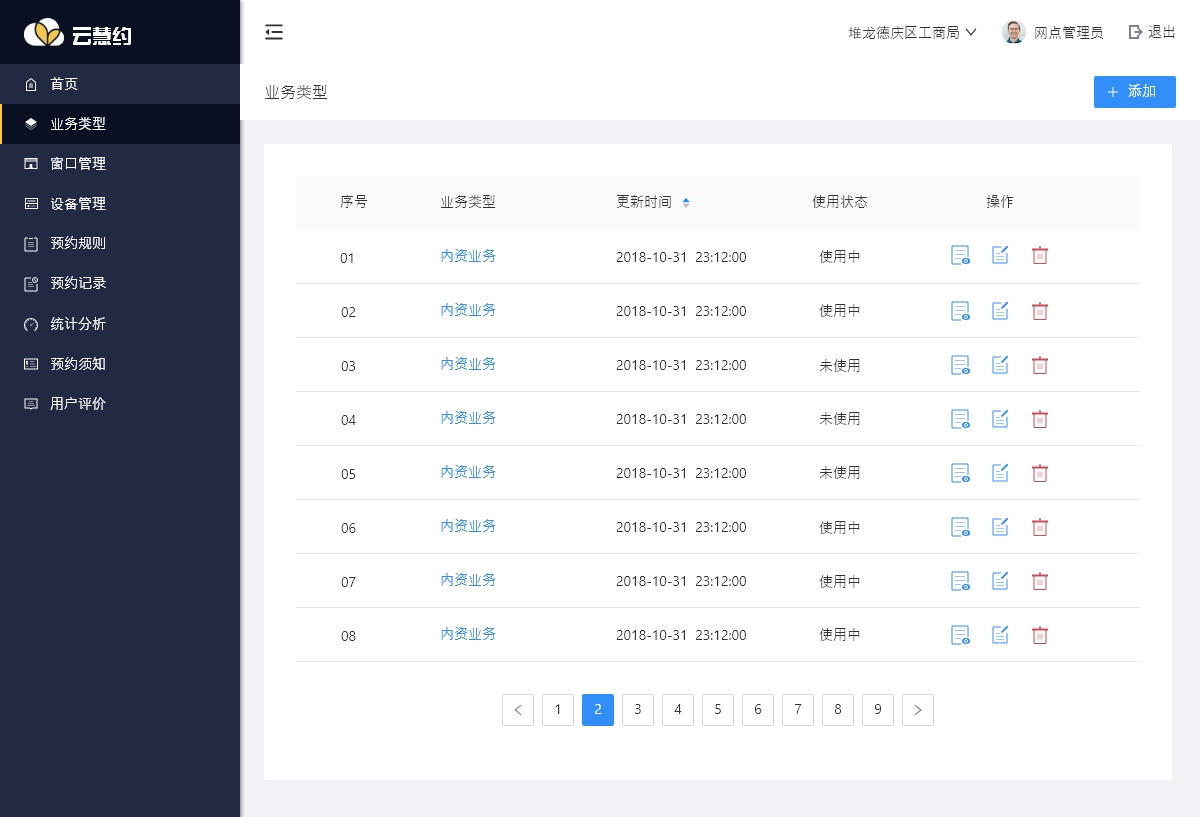 云慧约
堆龙德庆区工商局
网点管理员
退出
首页
业务类型
窗口管理
设备管理
预约规则
预约记录
统计分析
预约须知
用户评价
业务类型
+ 添加
序号 业务类型 更新时间 使用状态 操作
01 内资业务 2018-10-31 23:12:00 使用中
02 内资业务 2018-10-31 23:12:00 使用中
03 内资业务 2018-10-31 23:12:00 未使用
04 内资业务 2018-10-31 23:12:00 未使用
05 内资业务 2018-10-31 23:12:00 未使用
06 内资业务 2018-10-31 23:12:00 使用中
07 内资业务 2018-10-31 23:12:00 使用中
08 内资业务 2018-10-31 23:12:00 使用中
< 1 2 3 4 5 6 7 8 9 >